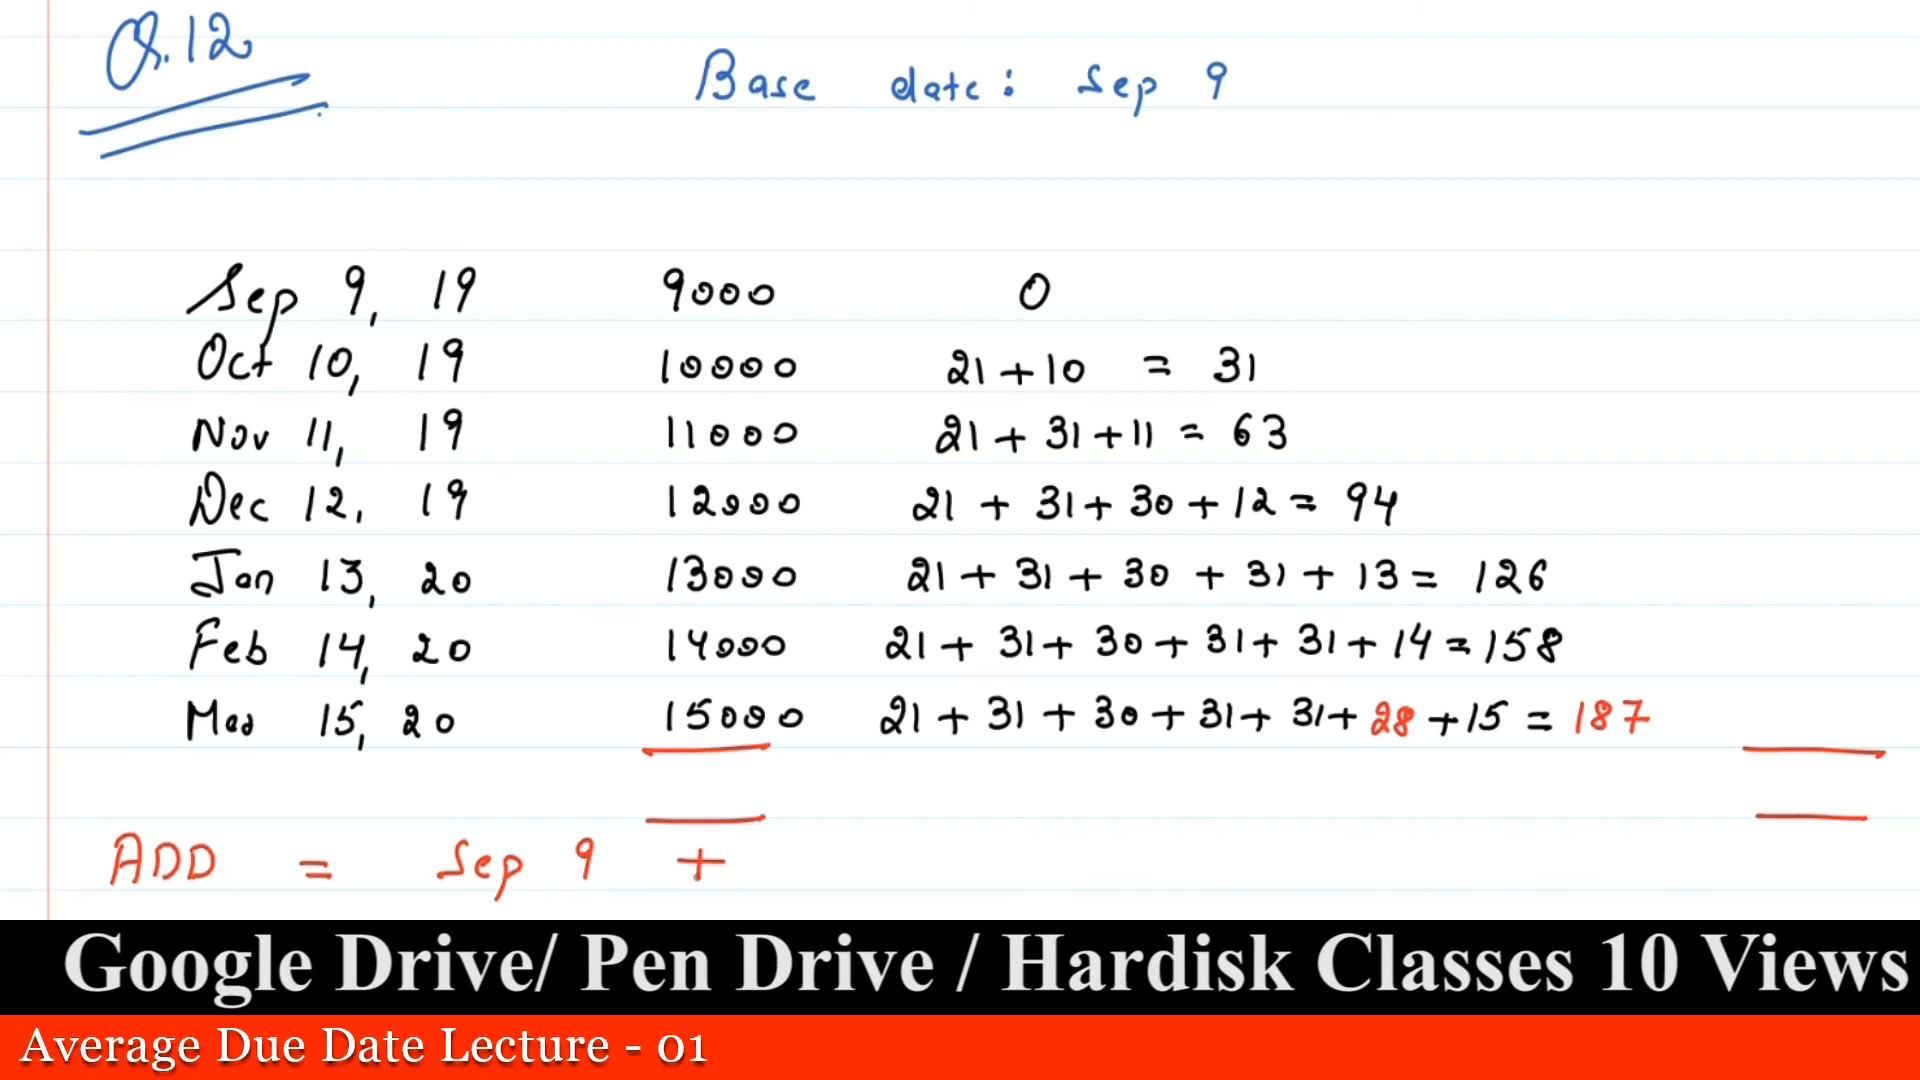 Q.12
Base date: Sep 9
Sep 9, 19 9000 0
Oct 10, 19 10000 21 + 10 = 31
Nov 11, 19 11000 21 + 31 + 11 = 63
Dec 12, 19 12000 21 + 31 + 30 + 12 = 94
Jan 13, 20 13000 21 + 31 + 30 + 31 + 13 = 126
Feb 14, 20 14000 21 + 31 + 30 + 31 + 31 + 14 = 158
Mar 15, 20 15000 21 + 31 + 30 + 31 + 31 + 28 + 15 = 187
ADD = Sep 9 +
Google Drive/ Pen Drive / Hardisk Classes 10 Views
Average Due Date Lecture - 01